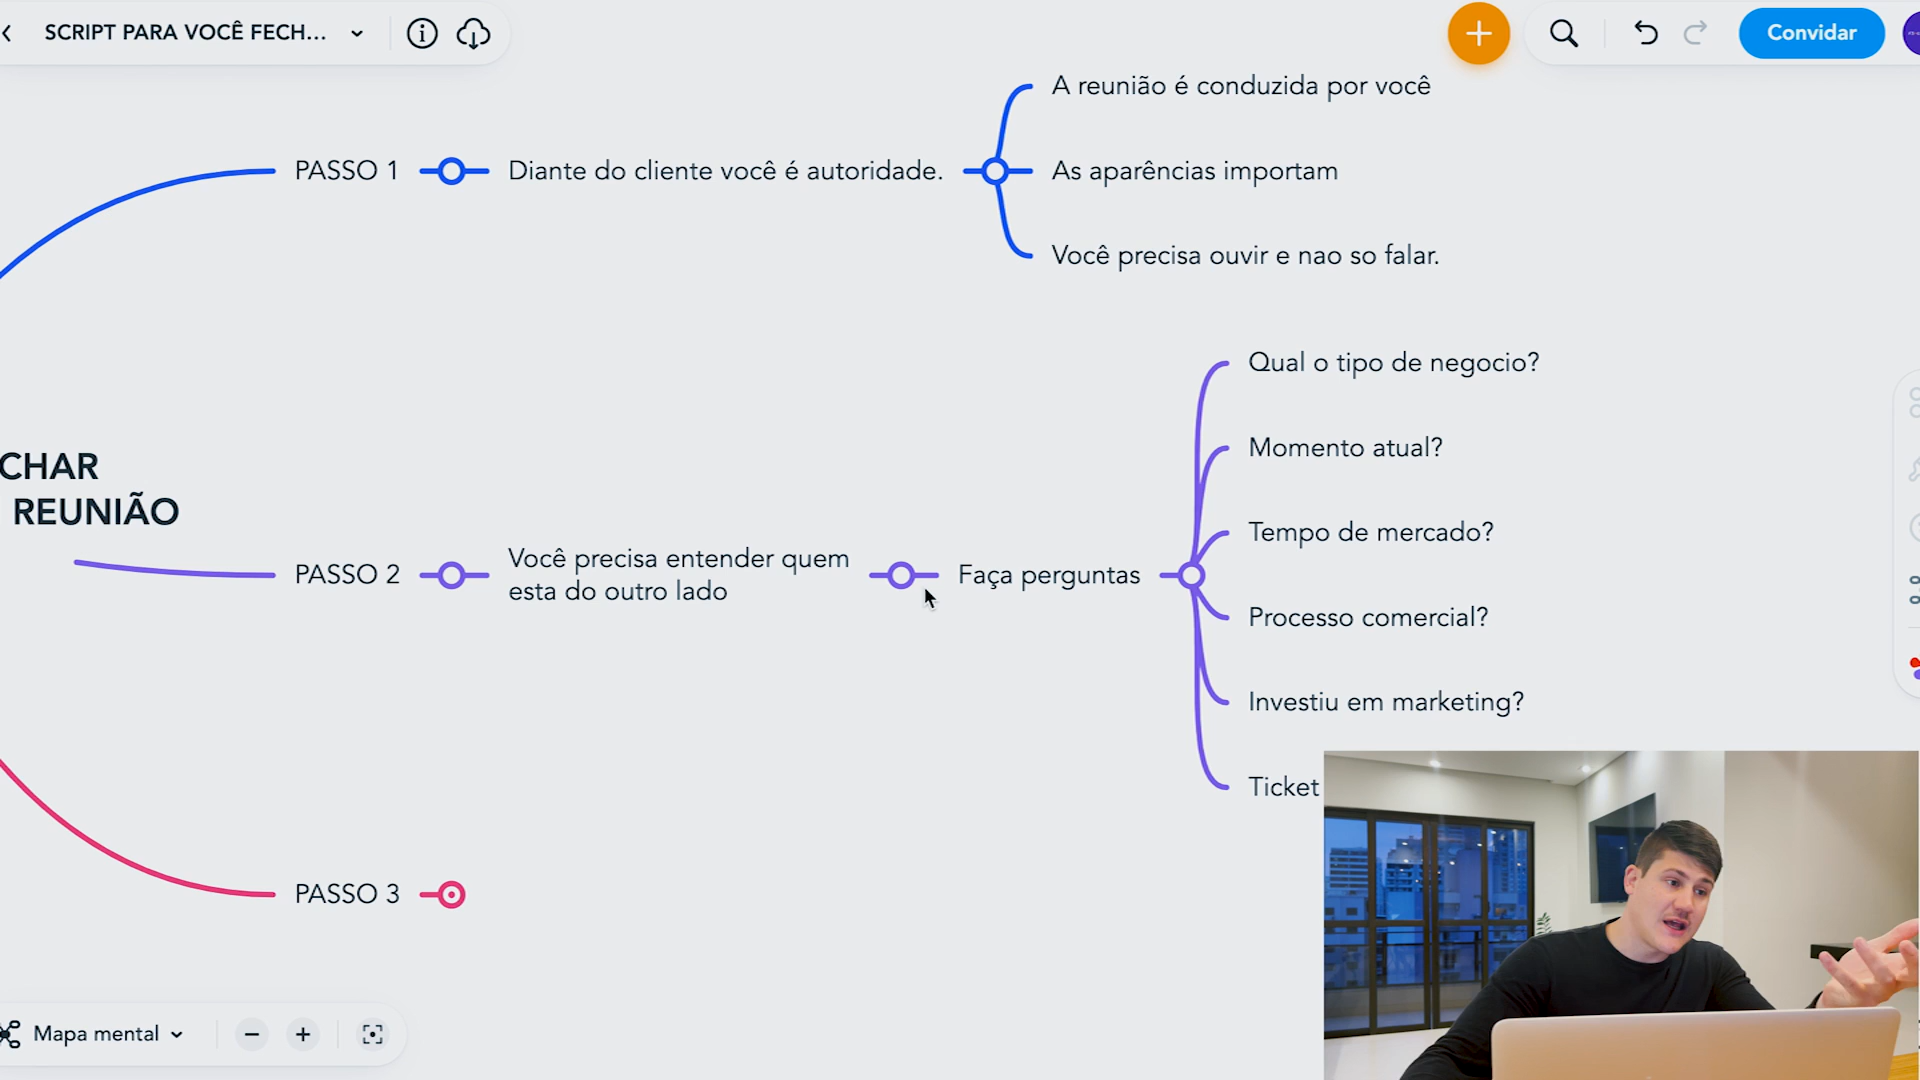 SCRIPT PARA VOCÊ FECH...
Convidar
A reunião é conduzida por você
PASSO 1
Diante do cliente você é autoridade.
As aparências importam
Você precisa ouvir e nao so falar.
Qual o tipo de negocio?
Momento atual?
CHAR
REUNIÃO
Tempo de mercado?
PASSO 2
Você precisa entender quem
esta do outro lado
Faça perguntas
Processo comercial?
Investiu em marketing?
Ticket
PASSO 3
Mapa mental